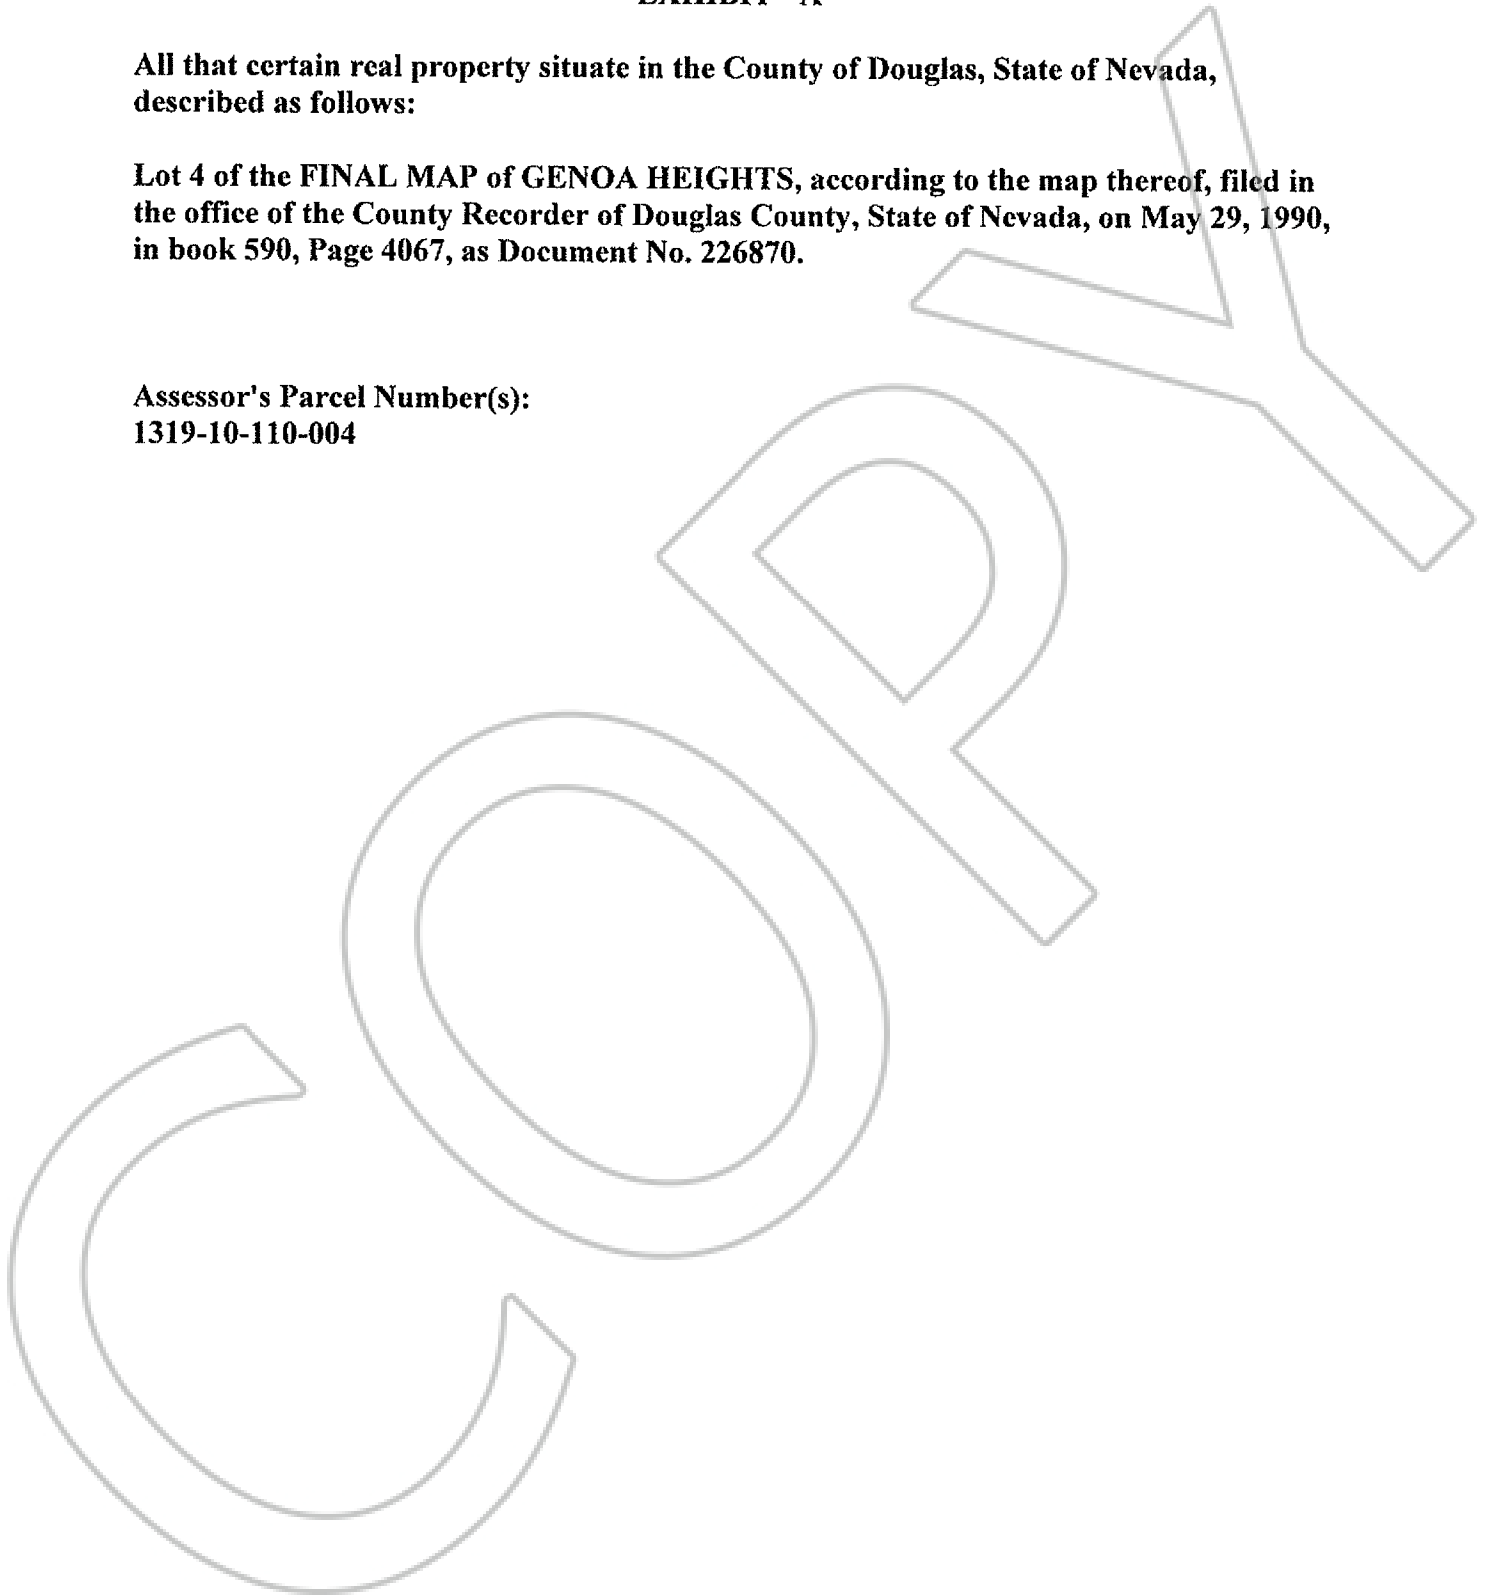 All that certain real property situate in the County of Douglas, State of Nevada,
described as follows:
Lot 4 of the FINAL MAP of GENOA HEIGHTS, according to the map thereof, filed in
the office of the County Recorder of Douglas County, State of Nevada, on May 29, 1990,
in book 590, Page 4067, as Document No. 226870.
Assessor's Parcel Number(s):
1319-10-110-004
COPY